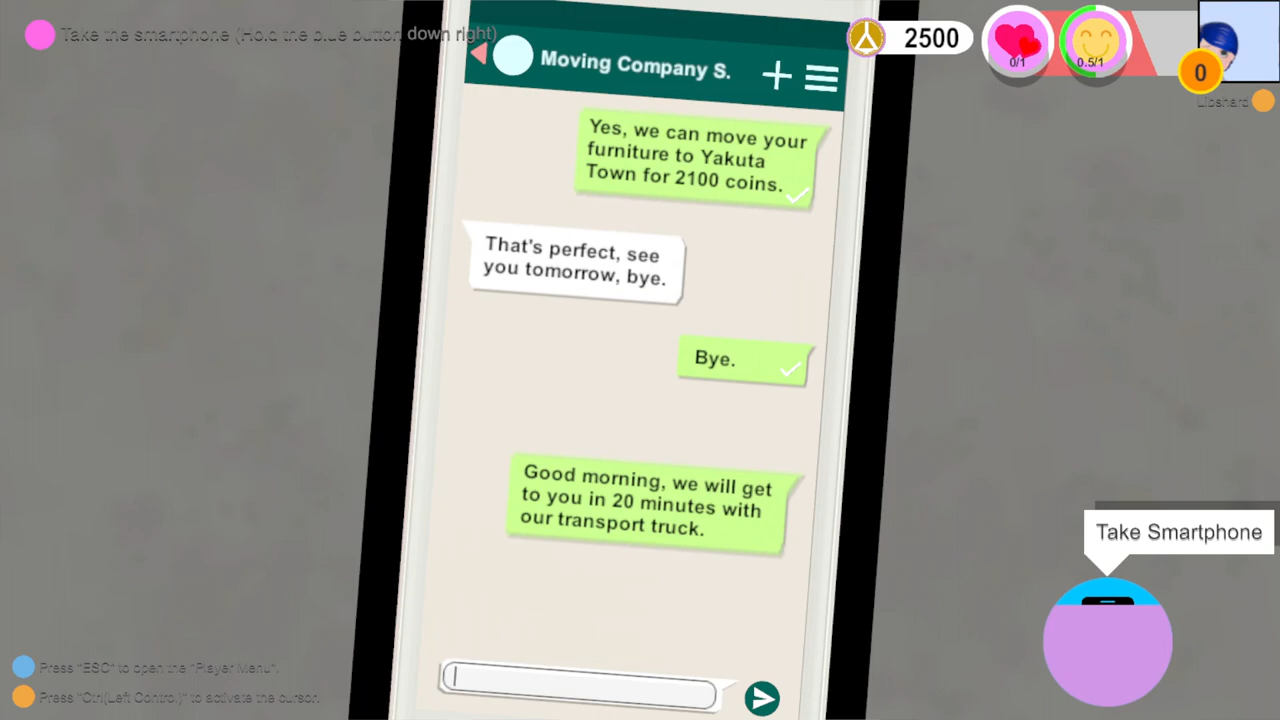 Take the smartphone (Hold the blue button down right)
Moving Company S.
2500
0/1
0.5/1
0
Libshard
Yes, we can move your
furniture to Yakuta
Town for 2100 coins.
That's perfect, see
you tomorrow, bye.
Bye.
Good morning, we will get
to you in 20 minutes with
our transport truck.
Take Smartphone
Press "ESC" to open the "Player Menu".
Press "Ctrl(Left Control)" to activate the cursor.